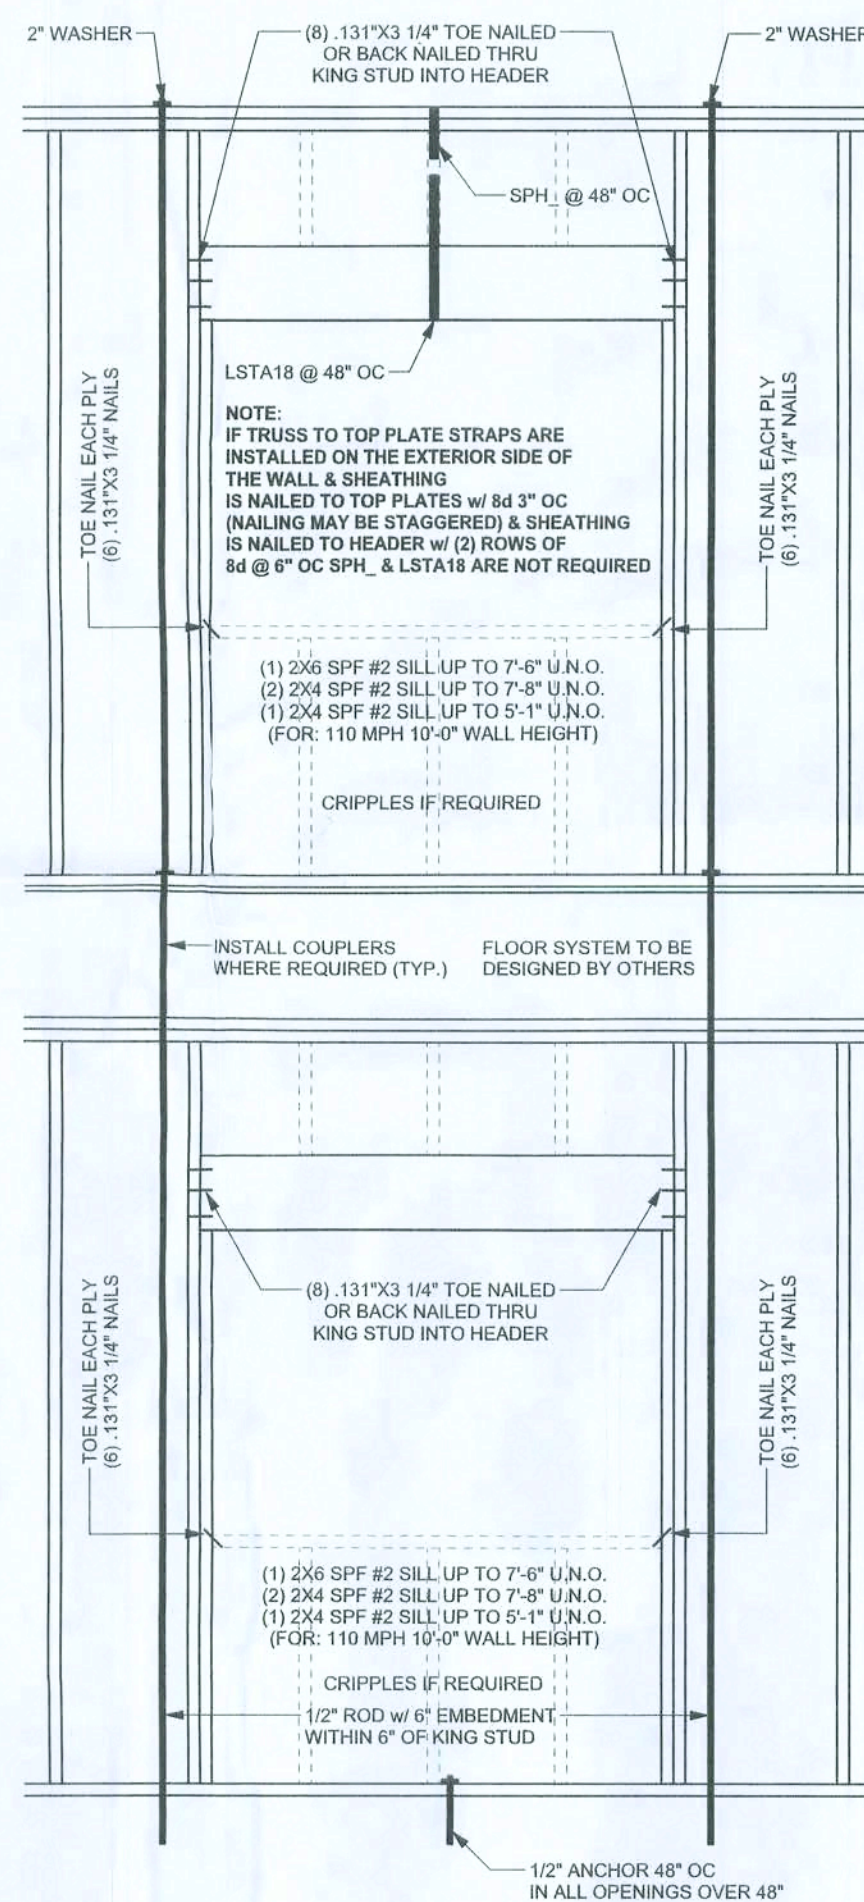 2" WASHER
(8) .131"X3 1/4" TOE NAILED
OR BACK NAILED THRU
KING STUD INTO HEADER
2" WASHER
SPH_ @ 48" OC
LSTA18 @ 48" OC
TOE NAIL EACH PLY
(6) .131"X3 1/4" NAILS
NOTE:
IF TRUSS TO TOP PLATE STRAPS ARE
INSTALLED ON THE EXTERIOR SIDE OF
THE WALL & SHEATHING
IS NAILED TO TOP PLATES w/ 8d 3" OC
(NAILING MAY BE STAGGERED) & SHEATHING
IS NAILED TO HEADER w/ (2) ROWS OF
8d @ 6" OC SPH_ & LSTA18 ARE NOT REQUIRED
TOE NAIL EACH PLY
(6) .131"X3 1/4" NAILS
(1) 2X6 SPF #2 SILL UP TO 7'-6" U.N.O.
(2) 2X4 SPF #2 SILL UP TO 7'-8" U.N.O.
(1) 2X4 SPF #2 SILL UP TO 5'-1" U.N.O.
(FOR: 110 MPH 10'-0" WALL HEIGHT)
CRIPPLES IF REQUIRED
INSTALL COUPLERS
WHERE REQUIRED (TYP.)
FLOOR SYSTEM TO BE
DESIGNED BY OTHERS
(8) .131"X3 1/4" TOE NAILED
OR BACK NAILED THRU
KING STUD INTO HEADER
TOE NAIL EACH PLY
(6) .131"X3 1/4" NAILS
TOE NAIL EACH PLY
(6) .131"X3 1/4" NAILS
(1) 2X6 SPF #2 SILL UP TO 7'-6" U.N.O.
(2) 2X4 SPF #2 SILL UP TO 7'-8" U.N.O.
(1) 2X4 SPF #2 SILL UP TO 5'-1" U.N.O.
(FOR: 110 MPH 10'-0" WALL HEIGHT)
CRIPPLES IF REQUIRED
1/2" ROD w/ 6" EMBEDMENT
WITHIN 6" OF KING STUD
1/2" ANCHOR 48" OC
IN ALL OPENINGS OVER 48"